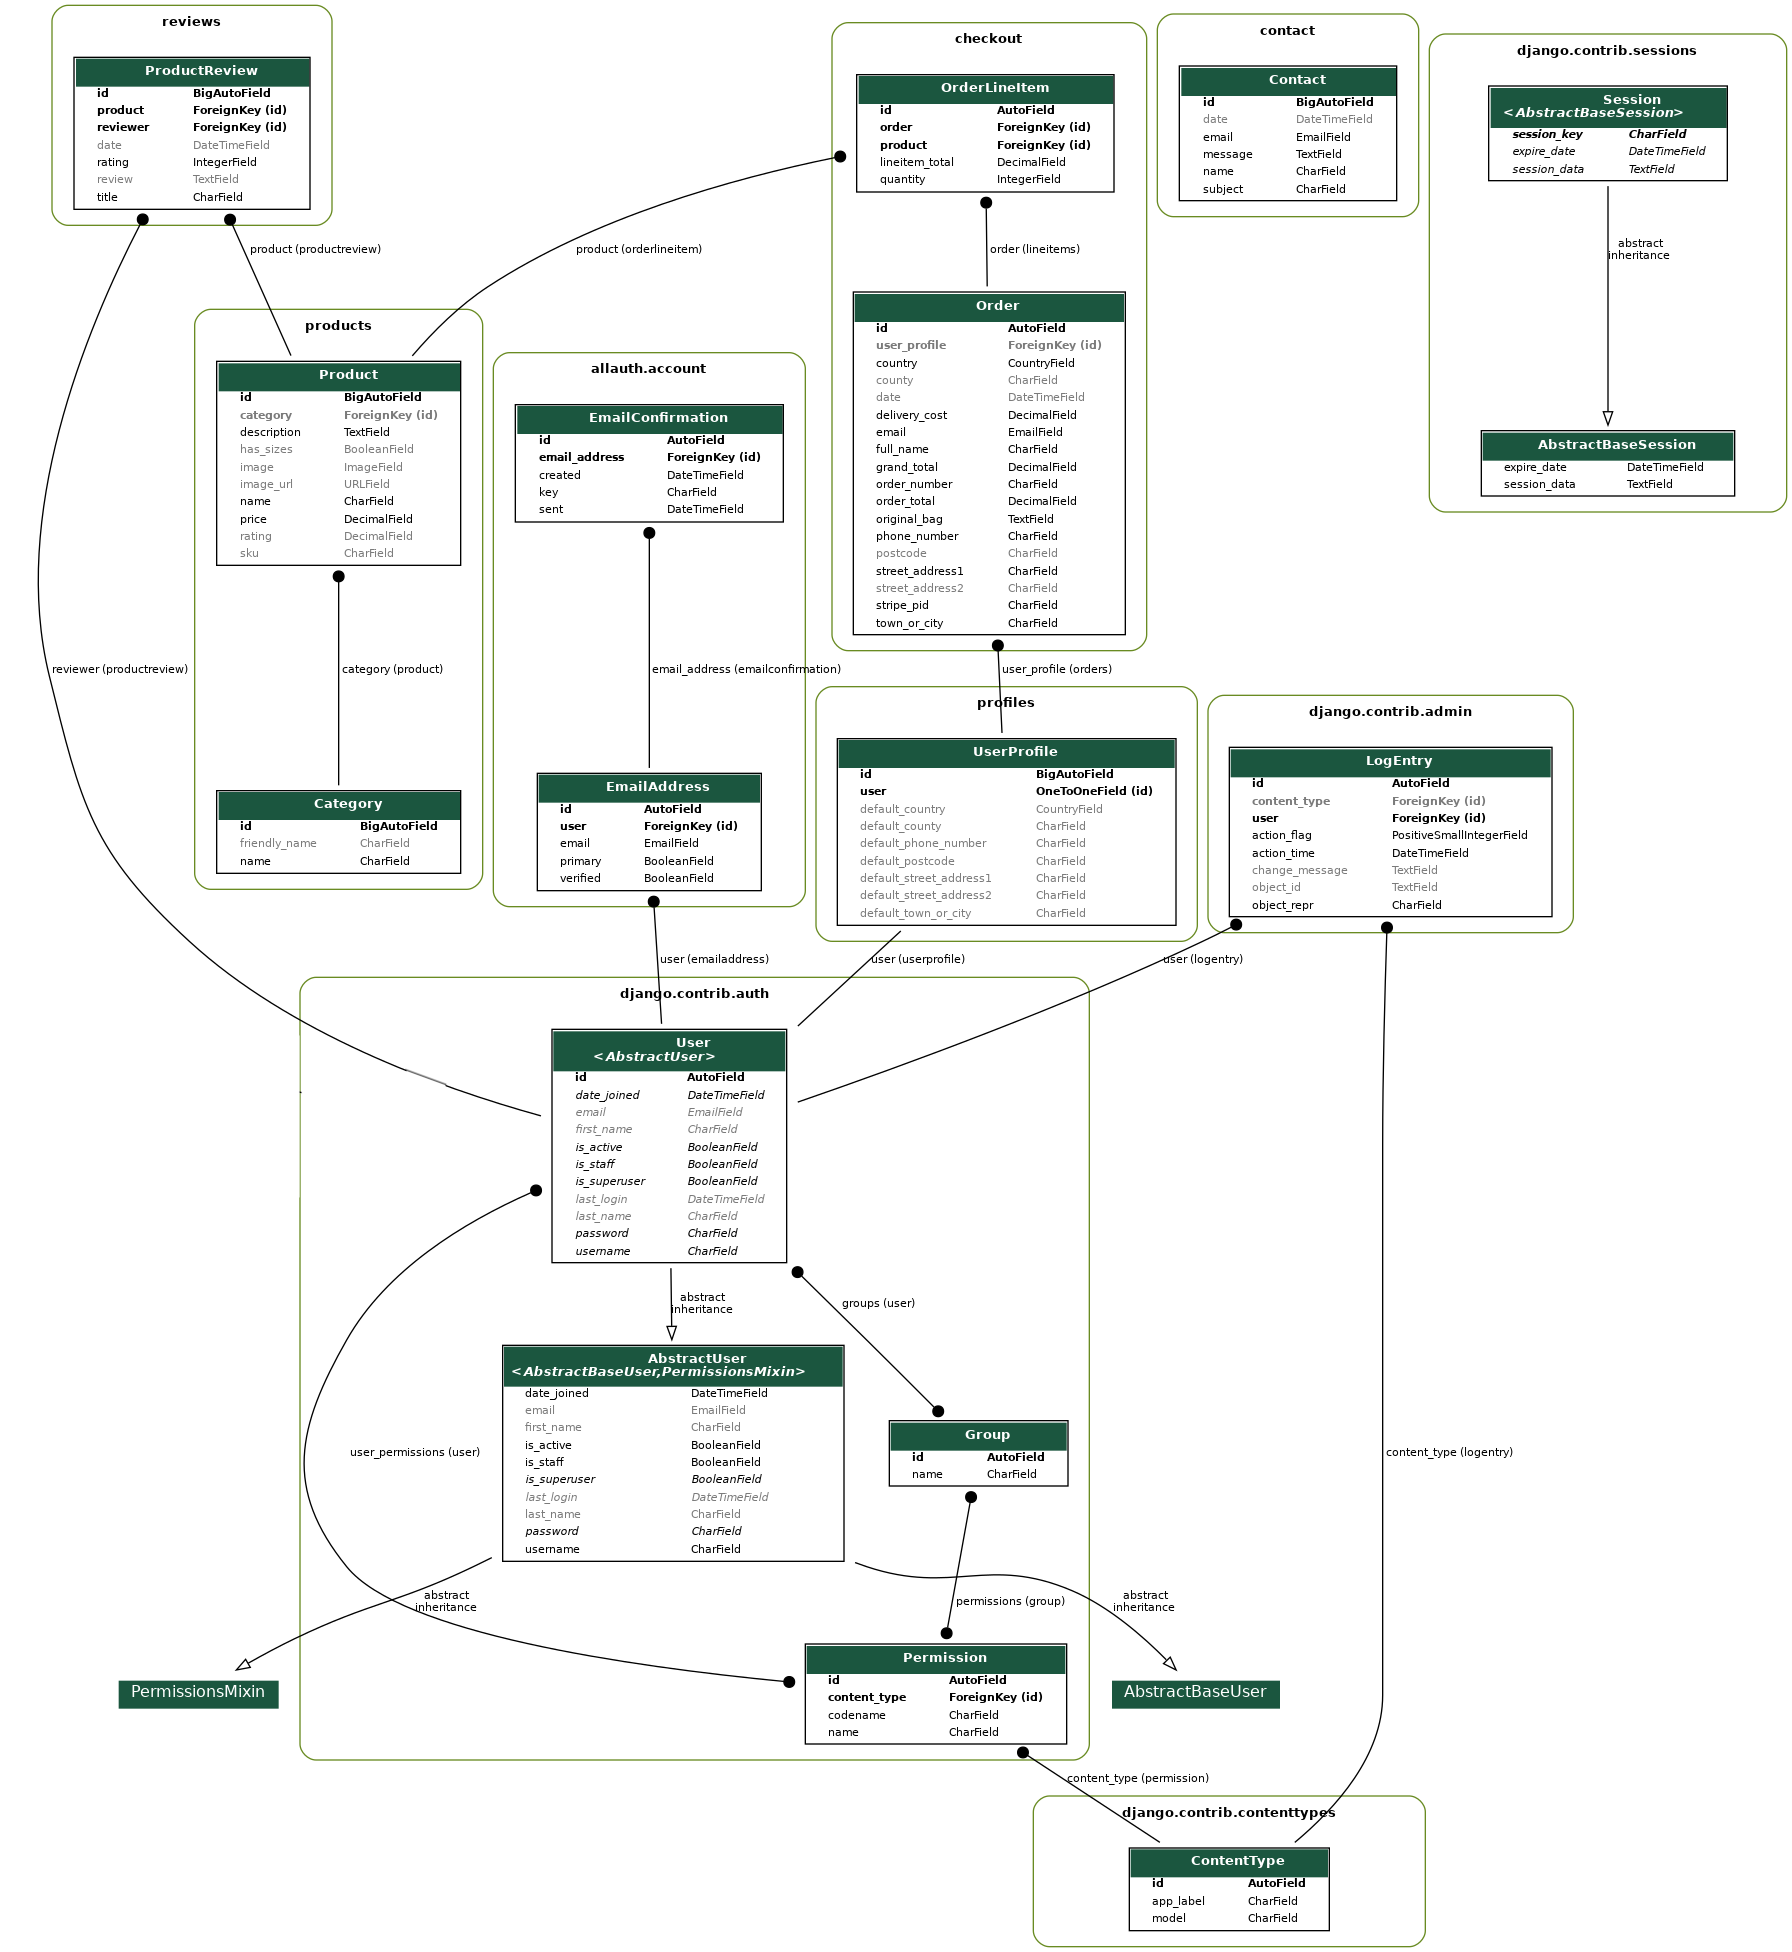 reviews
ProductReview
id BigAutoField
product ForeignKey (id)
reviewer ForeignKey (id)
date DateTimeField
rating IntegerField
review TextField
title CharField
checkout
OrderLineItem
id AutoField
order ForeignKey (id)
product ForeignKey (id)
lineitem_total DecimalField
quantity IntegerField
contact
Contact
id BigAutoField
date DateTimeField
email EmailField
message TextField
name CharField
subject CharField
django.contrib.sessions
Session
<AbstractBaseSession>
session_key CharField
expire_date DateTimeField
session_data TextField
product (productreview)
product (orderlineitem)
order (lineitems)
abstract
inheritance
products
Product
id BigAutoField
category ForeignKey (id)
description TextField
has_sizes BooleanField
image ImageField
image_url URLField
name CharField
price DecimalField
rating DecimalField
sku CharField
allauth.account
EmailConfirmation
id AutoField
email_address ForeignKey (id)
created DateTimeField
key CharField
sent DateTimeField
Order
id AutoField
user_profile ForeignKey (id)
country CountryField
county CharField
date DateTimeField
delivery_cost DecimalField
email EmailField
full_name CharField
grand_total DecimalField
order_number CharField
order_total DecimalField
original_bag TextField
phone_number CharField
postcode CharField
street_address1 CharField
street_address2 CharField
stripe_pid CharField
town_or_city CharField
AbstractBaseSession
expire_date DateTimeField
session_data TextField
reviewer (productreview)
category (product)
email_address (emailconfirmation)
user_profile (orders)
Category
id BigAutoField
friendly_name CharField
name CharField
EmailAddress
id AutoField
user ForeignKey (id)
email EmailField
primary BooleanField
verified BooleanField
profiles
UserProfile
id BigAutoField
user OneToOneField (id)
default_country CountryField
default_county CharField
default_phone_number CharField
default_postcode CharField
default_street_address1 CharField
default_street_address2 CharField
default_town_or_city CharField
django.contrib.admin
LogEntry
id AutoField
content_type ForeignKey (id)
user ForeignKey (id)
action_flag PositiveSmallIntegerField
action_time DateTimeField
change_message TextField
object_id TextField
object_repr CharField
user (emailaddress)
user (userprofile)
user (logentry)
django.contrib.auth
User
<AbstractUser>
id AutoField
date_joined DateTimeField
email EmailField
first_name CharField
is_active BooleanField
is_staff BooleanField
is_superuser BooleanField
last_login DateTimeField
last_name CharField
password CharField
username CharField
abstract
inheritance
groups (user)
AbstractUser
<AbstractBaseUser,PermissionsMixin>
date_joined DateTimeField
email EmailField
first_name CharField
is_active BooleanField
is_staff BooleanField
is_superuser BooleanField
last_login DateTimeField
last_name CharField
password CharField
username CharField
Group
id AutoField
name CharField
user_permissions (user)
content_type (logentry)
abstract
inheritance
permissions (group)
abstract
inheritance
PermissionsMixin
Permission
id AutoField
content_type ForeignKey (id)
codename CharField
name CharField
AbstractBaseUser
content_type (permission)
django.contrib.contenttypes
ContentType
id AutoField
app_label CharField
model CharField